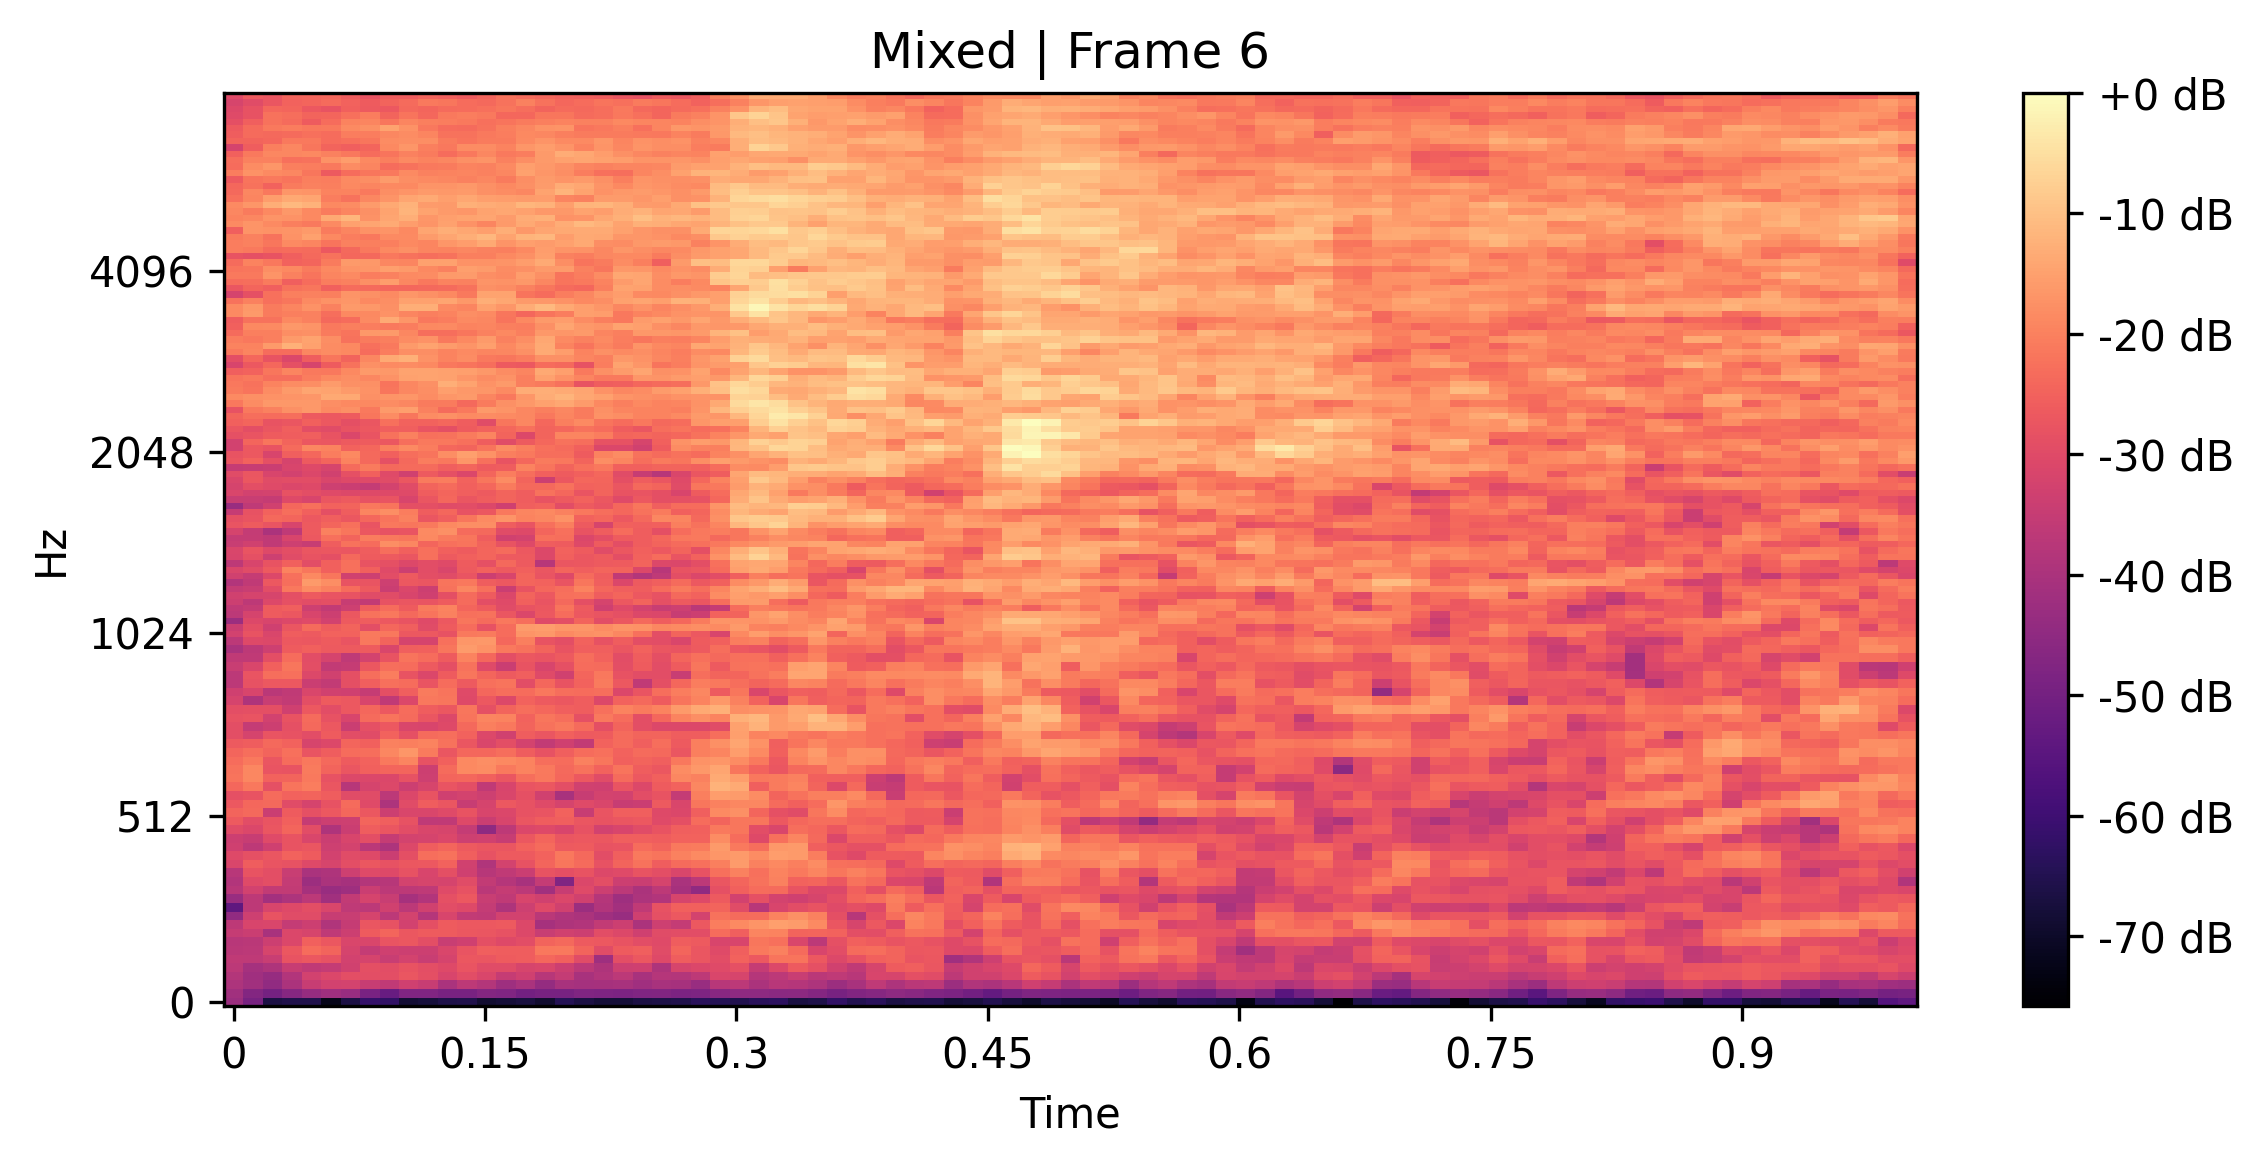 Mixed | Frame 6
+0 dB
-10 dB
-20 dB
-30 dB
-40 dB
-50 dB
-60 dB
-70 dB
Hz
4096
2048
1024
512
0
0 0.15 0.3 0.45 0.6 0.75 0.9
Time